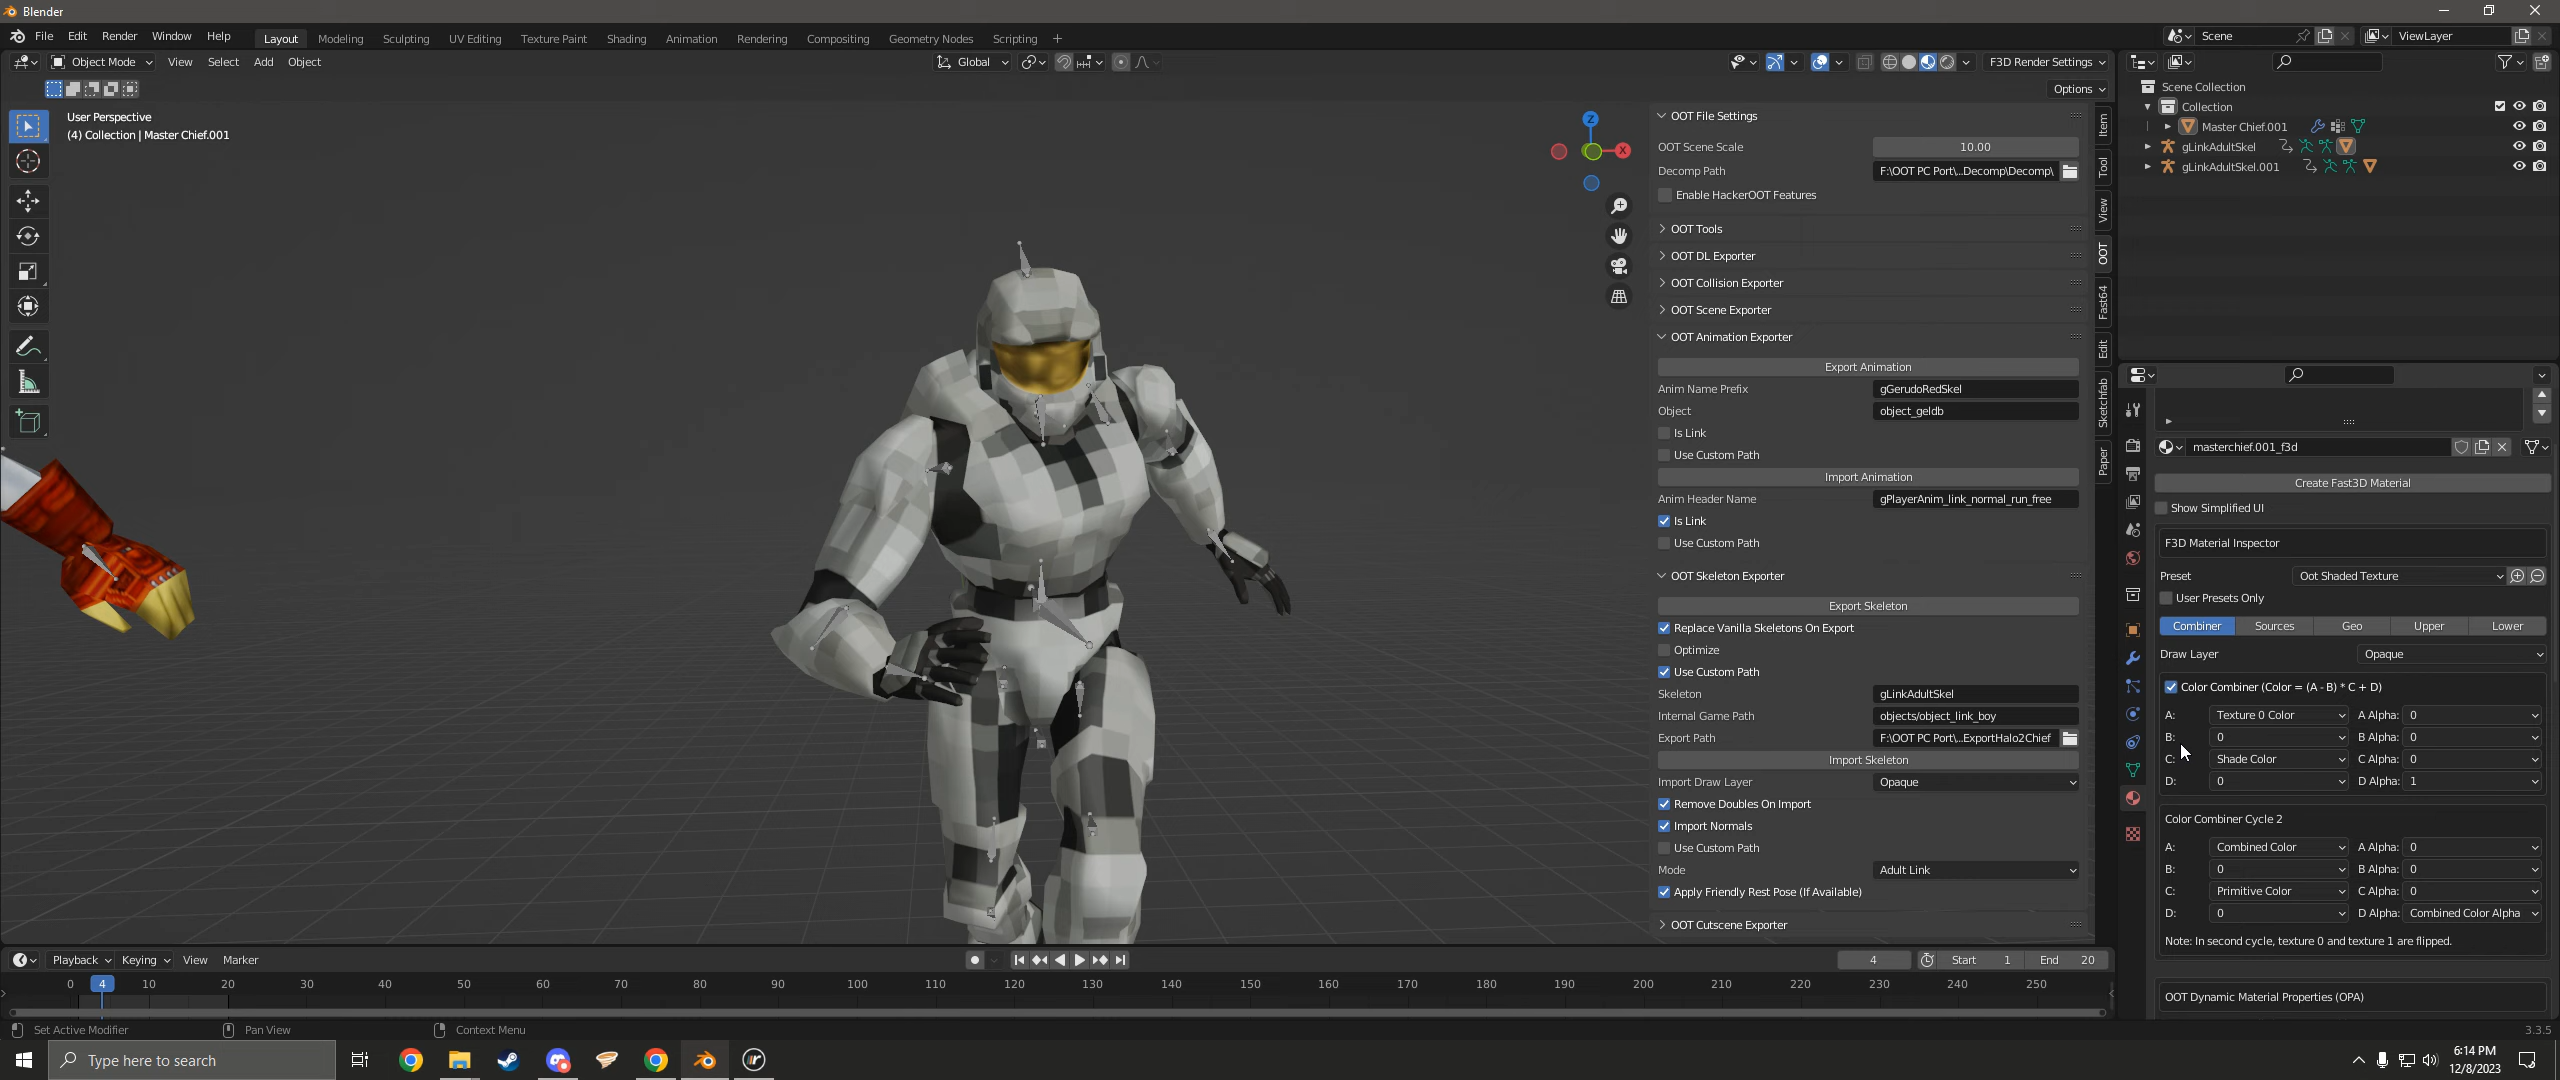 Blender
File Edit Render Window Help
Layout Modeling Sculpting UV Editing Texture Paint Shading Animation Rendering Compositing Geometry Nodes Scripting +
Scene
ViewLayer
Object Mode View Select Add Object
Global
F3D Render Settings
Options
User Perspective
(4) Collection | Master Chief.001
Z
X
OOT File Settings
OOT Scene Scale 10.00
Decomp Path F:\OOT PC Port\...Decomp\Decomp\
Enable HackerOOT Features
OOT Tools
OOT DL Exporter
OOT Collision Exporter
OOT Scene Exporter
OOT Animation Exporter
Export Animation
Anim Name Prefix gGerudoRedSkel
Object object_geldb
Is Link
Use Custom Path
Import Animation
Anim Header Name gPlayerAnim_link_normal_run_free
Is Link
Use Custom Path
OOT Skeleton Exporter
Export Skeleton
Replace Vanilla Skeletons On Export
Optimize
Use Custom Path
Skeleton gLinkAdultSkel
Internal Game Path objects/object_link_boy
Export Path F:\OOT PC Port\...ExportHalo2Chief
Import Skeleton
Import Draw Layer Opaque
Remove Doubles On Import
Import Normals
Use Custom Path
Mode Adult Link
Apply Friendly Rest Pose (If Available)
OOT Cutscene Exporter
Item
Tool
View
OOT
Fast64
Edit
Sketchfab
Paper
Scene Collection
Collection
Master Chief.001
gLinkAdultSkel
gLinkAdultSkel.001
masterchief.001_f3d
Create Fast3D Material
Show Simplified UI
F3D Material Inspector
Preset Oot Shaded Texture
User Presets Only
Combiner Sources Geo Upper Lower
Draw Layer Opaque
Color Combiner (Color = (A - B) * C + D)
A: Texture 0 Color A Alpha: 0
B: 0 B Alpha: 0
C: Shade Color C Alpha: 0
D: 0 D Alpha: 1
Color Combiner Cycle 2
A: Combined Color A Alpha: 0
B: 0 B Alpha: 0
C: Primitive Color C Alpha: 0
D: 0 D Alpha: Combined Color Alpha
Note: In second cycle, texture 0 and texture 1 are flipped.
OOT Dynamic Material Properties (OPA)
Playback Keying View Marker
4 Start 1 End 20
0 4 10 20 30 40 50 60 70 80 90 100 110 120 130 140 150 160 170 180 190 200 210 220 230 240 250
Set Active Modifier Pan View Context Menu
3.3.5
Type here to search
6:14 PM
12/8/2023